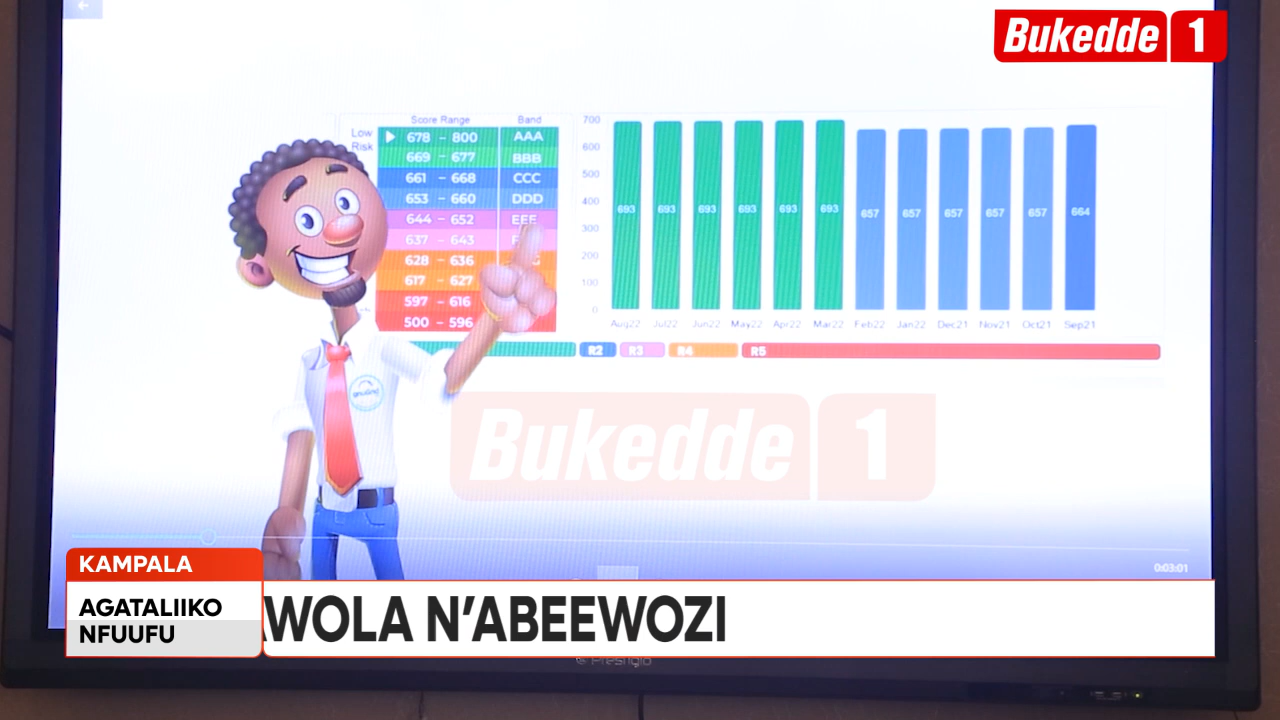 Bukedde 1
Score Range Band
Low Risk
678 – 800 AAA
669 – 677 BBB
661 – 668 CCC
653 – 660 DDD
644 – 652 EEE
637 – 643
628 – 636
617 – 627
597 – 616
500 – 596
700
600
500
400
300
200
100
0
693 693 693 693 693 693 657 657 657 657 657 664
Aug22 Jul22 Jun22 May22 Apr22 Mar22 Feb22 Jan22 Dec21 Nov21 Oct21 Sep21
R2 R3 R4 R5
Bukedde 1
0:03:01
KAMPALA
AGATALIIKO
NFUUFU
WOLA N'ABEEWOZI
Prestigio